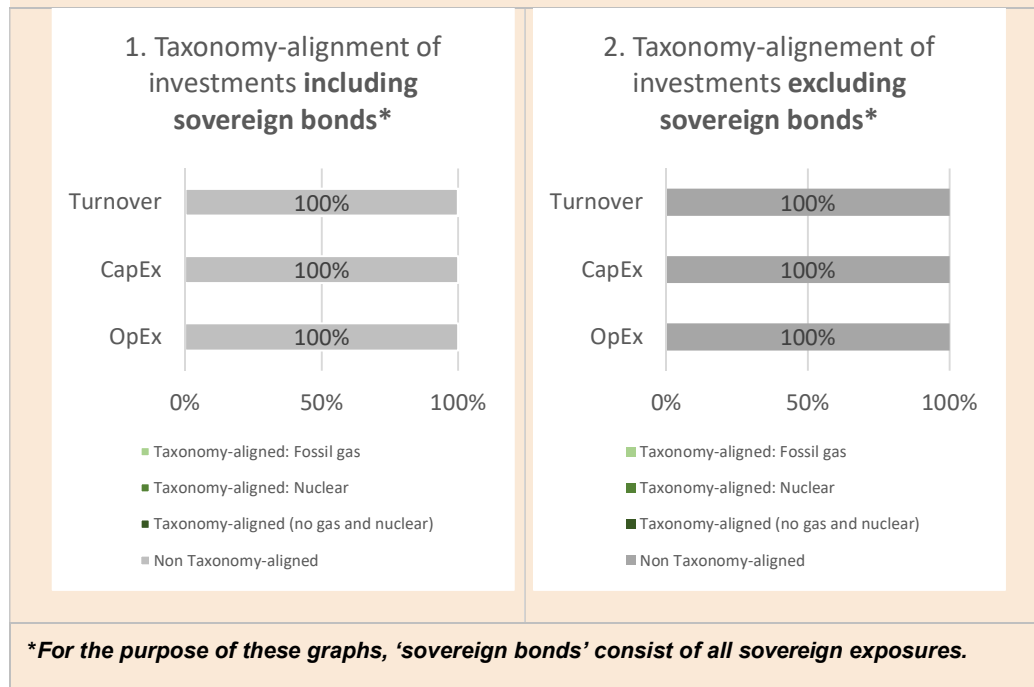 1. Taxonomy-alignment of
investments including
sovereign bonds*
Turnover
100%
CapEx
100%
OpEx
100%
0%
50%
100%
Taxonomy-aligned: Fossil gas
Taxonomy-aligned: Nuclear
Taxonomy-aligned (no gas and nuclear)
Non Taxonomy-aligned
2. Taxonomy-alignement of
investments excluding
sovereign bonds*
Turnover
100%
CapEx
100%
OpEx
100%
0%
50%
100%
Taxonomy-aligned: Fossil gas
Taxonomy-aligned: Nuclear
Taxonomy-aligned (no gas and nuclear)
Non Taxonomy-aligned
*For the purpose of these graphs, ‘sovereign bonds’ consist of all sovereign exposures.